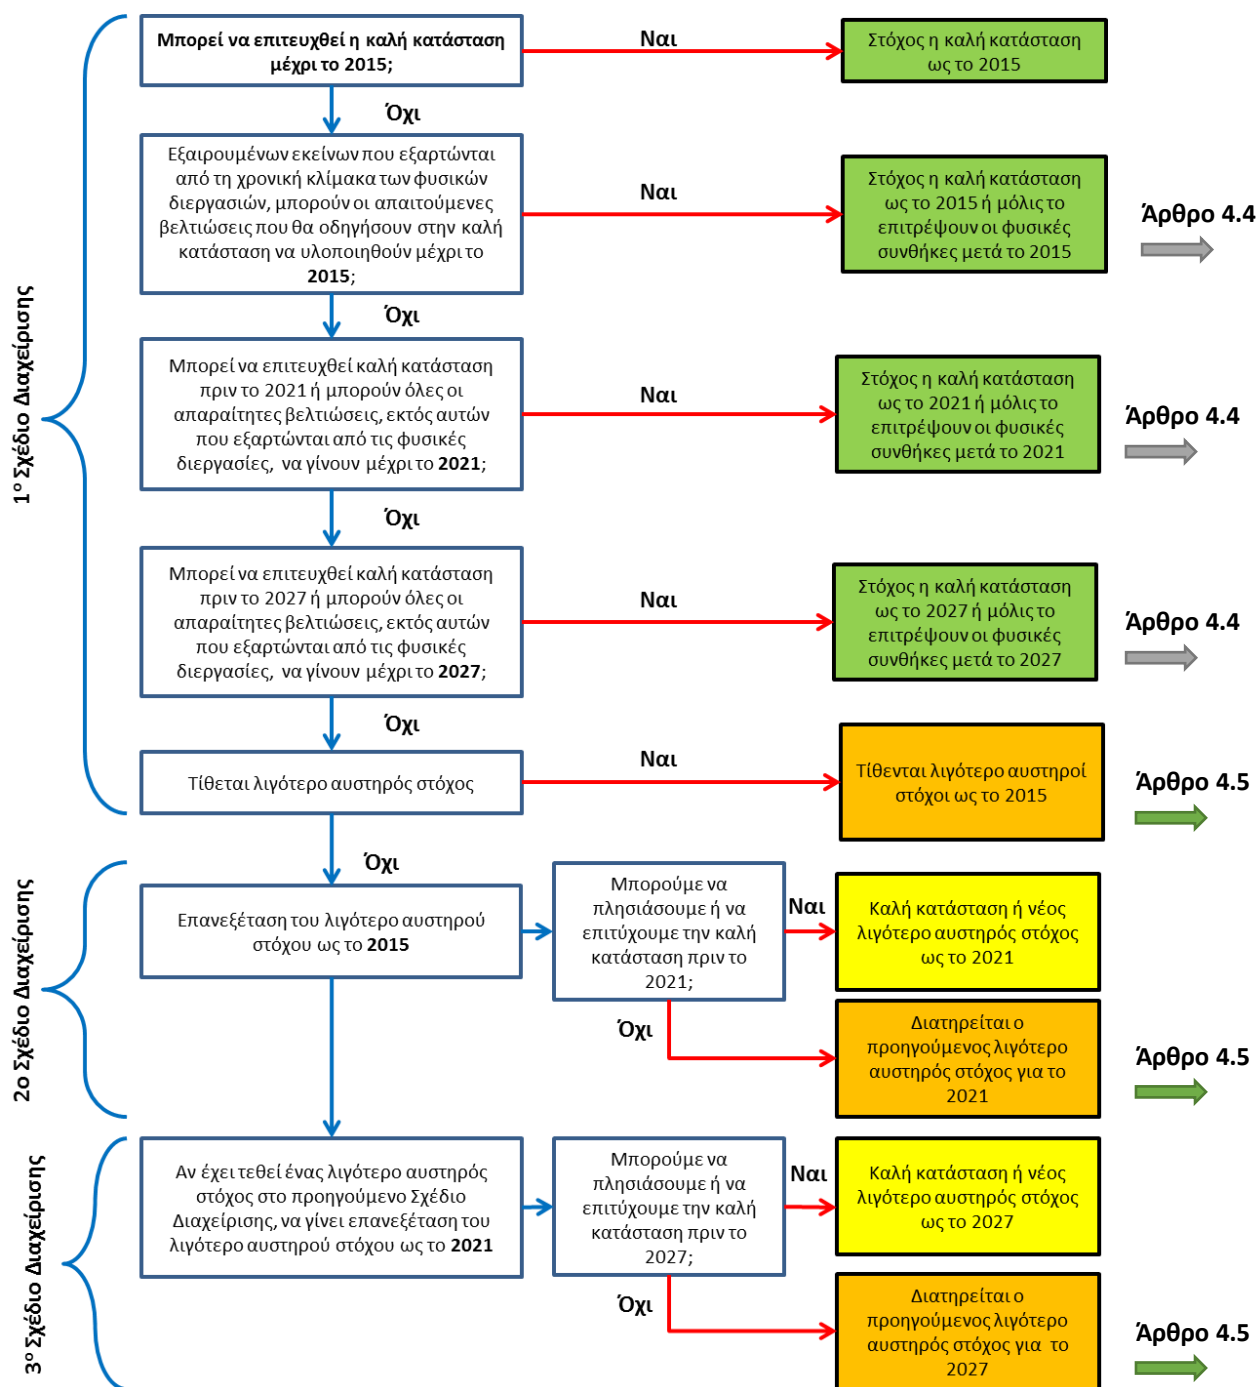 1ο Σχέδιο Διαχείρισης
Μπορεί να επιτευχθεί η καλή κατάσταση
μέχρι το 2015;
Ναι
Στόχος η καλή κατάσταση
ως το 2015
Όχι
Εξαιρουμένων εκείνων που εξαρτώνται
από τη χρονική κλίμακα των φυσικών
διεργασιών, μπορούν οι απαιτούμενες
βελτιώσεις που θα οδηγήσουν στην καλή
κατάσταση να υλοποιηθούν μέχρι το
2015;
Ναι
Στόχος η καλή κατάσταση
ως το 2015 ή μόλις το
επιτρέψουν οι φυσικές
συνθήκες μετά το 2015
Άρθρο 4.4
Όχι
Μπορεί να επιτευχθεί καλή κατάσταση
πριν το 2021 ή μπορούν όλες οι
απαραίτητες βελτιώσεις, εκτός αυτών
που εξαρτώνται από τις φυσικές
διεργασίες, να γίνουν μέχρι το 2021;
Ναι
Στόχος η καλή κατάσταση
ως το 2021 ή μόλις το
επιτρέψουν οι φυσικές
συνθήκες μετά το 2021
Άρθρο 4.4
Όχι
Μπορεί να επιτευχθεί καλή κατάσταση
πριν το 2027 ή μπορούν όλες οι
απαραίτητες βελτιώσεις, εκτός αυτών
που εξαρτώνται από τις φυσικές
διεργασίες, να γίνουν μέχρι το 2027;
Ναι
Στόχος η καλή κατάσταση
ως το 2027 ή μόλις το
επιτρέψουν οι φυσικές
συνθήκες μετά το 2027
Άρθρο 4.4
Όχι
Τίθεται λιγότερο αυστηρός στόχος
Ναι
Τίθενται λιγότερο αυστηροί
στόχοι ως το 2015
Άρθρο 4.5
Όχι
2ο Σχέδιο Διαχείρισης
Επανεξέταση του λιγότερο αυστηρού
στόχου ως το 2015
Μπορούμε να
πλησιάσουμε ή να
επιτύχουμε την καλή
κατάσταση πριν το
2021;
Ναι
Καλή κατάσταση ή νέος
λιγότερο αυστηρός στόχος
ως το 2021
Όχι
Διατηρείται ο
προηγούμενος λιγότερο
αυστηρός στόχος για το
2021
Άρθρο 4.5
3ο Σχέδιο Διαχείρισης
Αν έχει τεθεί ένας λιγότερο αυστηρός
στόχος στο προηγούμενο Σχέδιο
Διαχείρισης, να γίνει επανεξέταση του
λιγότερο αυστηρού στόχου ως το 2021
Μπορούμε να
πλησιάσουμε ή να
επιτύχουμε την καλή
κατάσταση πριν το
2027;
Ναι
Καλή κατάσταση ή νέος
λιγότερο αυστηρός στόχος
ως το 2027
Όχι
Διατηρείται ο
προηγούμενος λιγότερο
αυστηρός στόχος για το
2027
Άρθρο 4.5